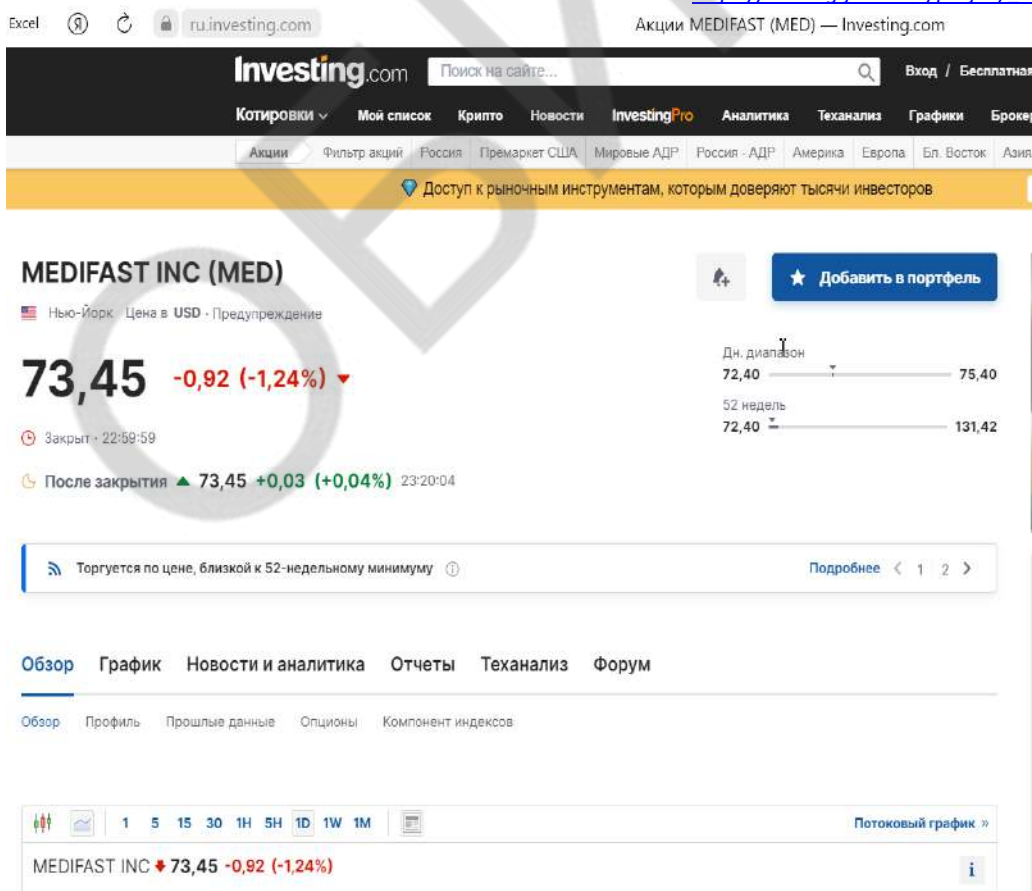 Excel Я ru.investing.com Акции MEDIFAST (MED) — Investing.com
Investing.com Поиск на сайте... Вход / Бесплатная
Котировки Мой список Крипто Новости InvestingPro Аналитика Теханализ Графики Брокер
Акции Фильтр акций Россия Премаркет США Мировые АДР Россия - АДР Америка Европа Бл. Восток Азия
Доступ к рыночным инструментам, которым доверяют тысячи инвесторов
MEDIFAST INC (MED)
Добавить в портфель
Нью-Йорк Цена в USD · Предупреждение
73,45 -0,92 (-1,24%)
Дн. диапазон
72,40 75,40
52 недель
72,40 131,42
Закрыт · 22:59:59
После закрытия 73,45 +0,03 (+0,04%) 23:20:04
Торгуется по цене, близкой к 52-недельному минимуму Подробнее 1 2
Обзор График Новости и аналитика Отчеты Теханализ Форум
Обзор Профиль Прошлые данные Опционы Компонент индексов
1 5 15 30 1H 5H 1D 1W 1M Потоковый график »
MEDIFAST INC 73,45 -0,92 (-1,24%) i